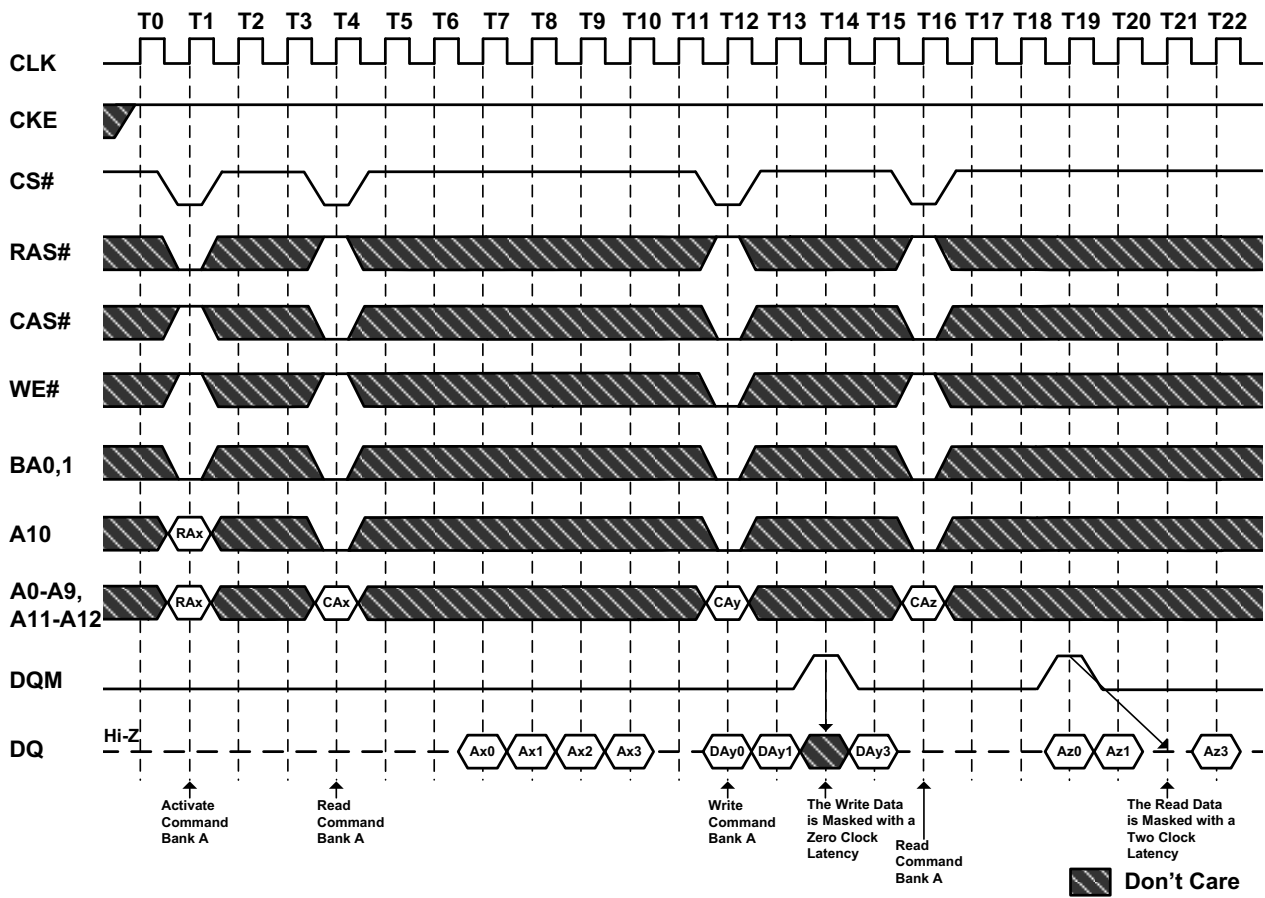 T0 T1 T2 T3 T4 T5 T6 T7 T8 T9 T10 T11 T12 T13 T14 T15 T16 T17 T18 T19 T20 T21 T22
CLK
CKE
CS#
RAS#
CAS#
WE#
BA0,1
A10
RAx
A0-A9,
A11-A12
RAx CAx CAy CAz
DQM
DQ
Hi-Z
Ax0 Ax1 Ax2 Ax3 DAy0 DAy1 DAy3 Az0 Az1 Az3
Activate
Command
Bank A
Read
Command
Bank A
Write
Command
Bank A
The Write Data
is Masked with a
Zero Clock
Latency
Read
Command
Bank A
The Read Data
is Masked with a
Two Clock
Latency
Don't Care